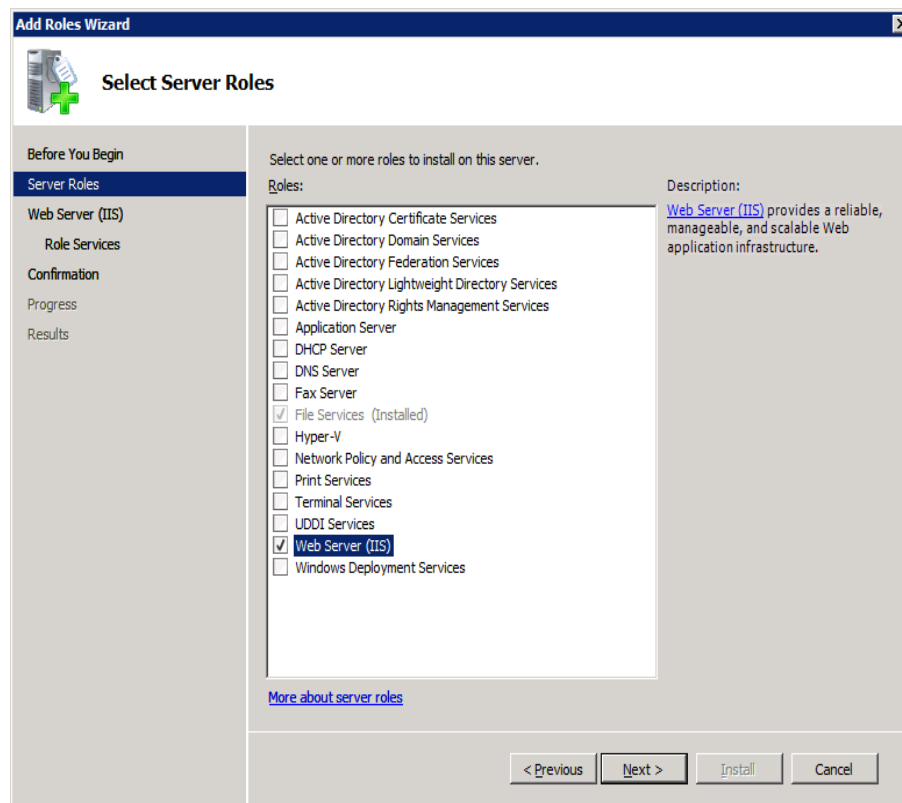 Add Roles Wizard
Select Server Roles
Before You Begin
Server Roles
Web Server (IIS)
Role Services
Confirmation
Progress
Results
Select one or more roles to install on this server.
Roles:
Active Directory Certificate Services
Active Directory Domain Services
Active Directory Federation Services
Active Directory Lightweight Directory Services
Active Directory Rights Management Services
Application Server
DHCP Server
DNS Server
Fax Server
File Services (Installed)
Hyper-V
Network Policy and Access Services
Print Services
Terminal Services
UDDI Services
Web Server (IIS)
Windows Deployment Services
More about server roles
Description:
Web Server (IIS) provides a reliable,
manageable, and scalable Web
application infrastructure.
< Previous
Next >
Install
Cancel